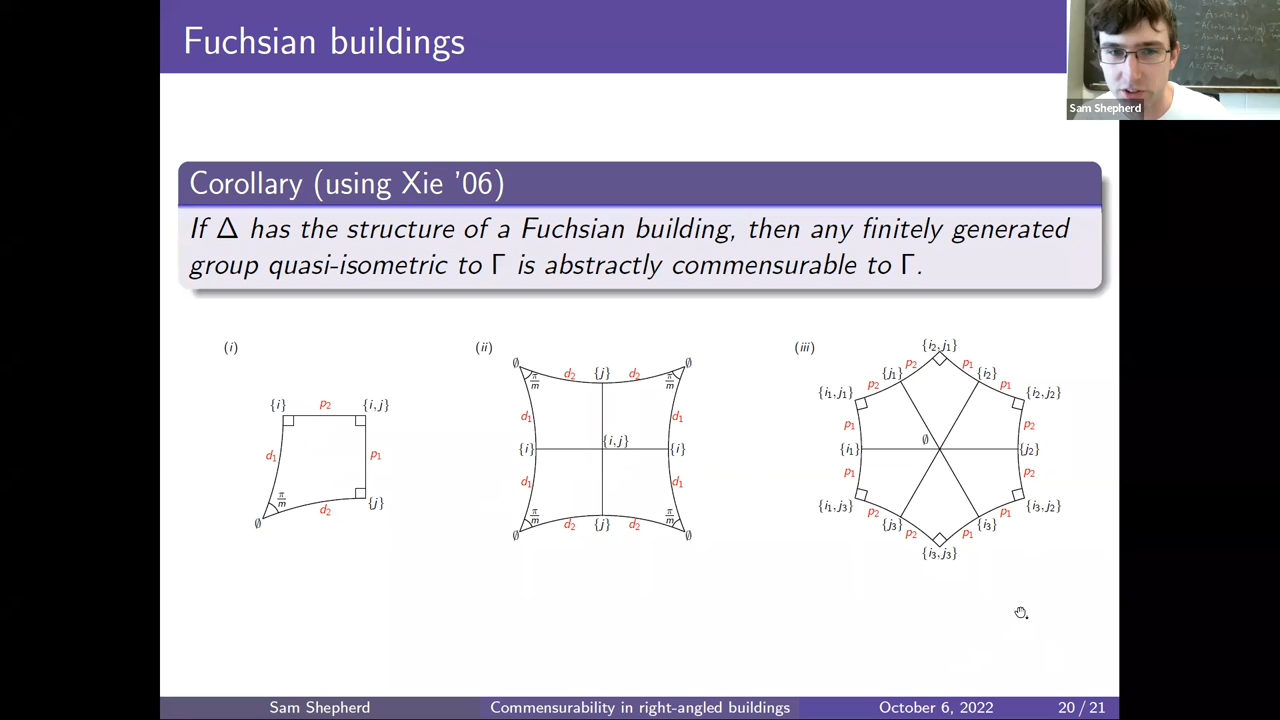 Fuchsian buildings
Sam Shepherd
Corollary (using Xie '06)
If Δ has the structure of a Fuchsian building, then any finitely generated
group quasi-isometric to Γ is abstractly commensurable to Γ.
(i)
{i} p₂ {i, j}
d₁ p₁
π/m
∅ d₂ {j}
(ii)
∅ d₂ {j} d₂ ∅
π/m π/m
d₁ d₁
{i} {i, j} {i}
d₁ d₁
π/m π/m
∅ d₂ {j} d₂ ∅
(iii)
{i₂, j₁}
p₂ p₁
{j₁} {i₂}
p₂ p₁
{i₁, j₁} {i₂, j₂}
p₁ p₂
{i₁} ∅ {j₂}
p₁ p₂
{i₁, j₃} {i₃, j₂}
p₂ p₁
{j₃} {i₃}
p₂ p₁
{i₃, j₃}
Sam Shepherd
Commensurability in right-angled buildings
October 6, 2022
20 / 21